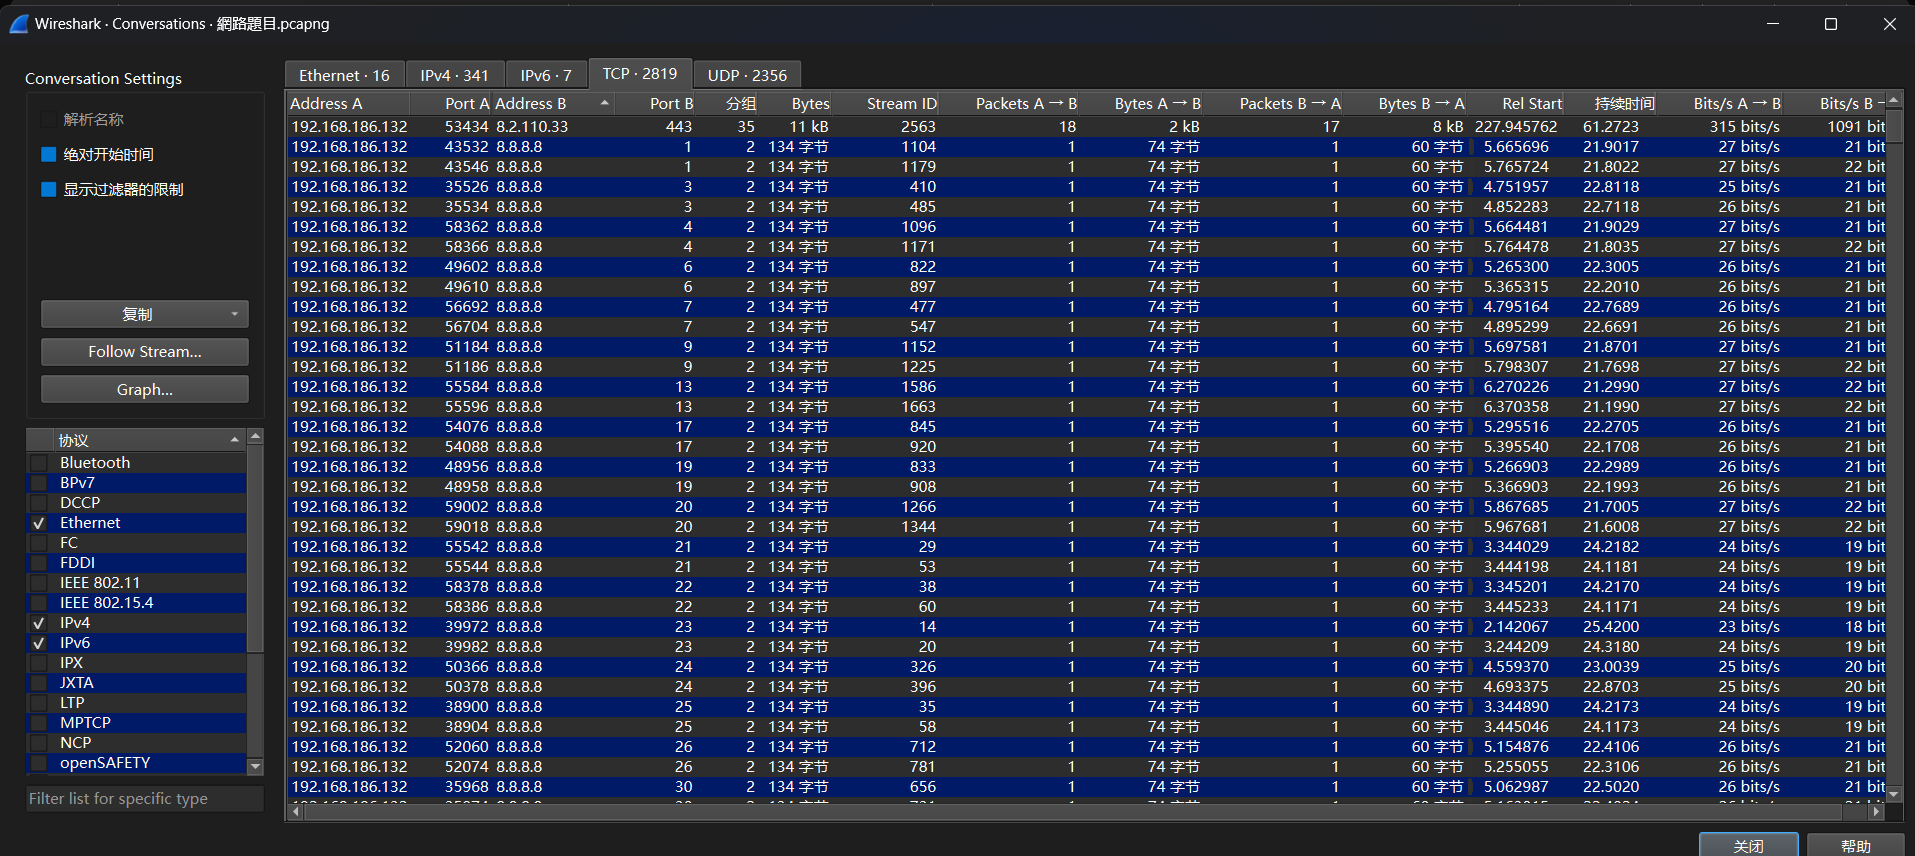 Wireshark · Conversations · 網路題目.pcapng
Conversation Settings
解析名称
绝对开始时间
显示过滤器的限制
复制
Follow Stream...
Graph...
协议
Bluetooth
BPv7
DCCP
Ethernet
FC
FDDI
IEEE 802.11
IEEE 802.15.4
IPv4
IPv6
IPX
JXTA
LTP
MPTCP
NCP
openSAFETY
Filter list for specific type
Ethernet · 16 IPv4 · 341 IPv6 · 7 TCP · 2819 UDP · 2356
Address A Port A Address B Port B 分组 Bytes Stream ID Packets A → B Bytes A → B Packets B → A Bytes B → A Rel Start 持续时间 Bits/s A → B Bits/s B
192.168.186.132 53434 8.2.110.33 443 35 11 kB 2563 18 2 kB 17 8 kB 227.945762 61.2723 315 bits/s 1091 bit
192.168.186.132 43532 8.8.8.8 1 2 134 字节 1104 1 74 字节 1 60 字节 5.665696 21.9017 27 bits/s 21 bit
192.168.186.132 43546 8.8.8.8 1 2 134 字节 1179 1 74 字节 1 60 字节 5.765724 21.8022 27 bits/s 22 bit
192.168.186.132 35526 8.8.8.8 3 2 134 字节 410 1 74 字节 1 60 字节 4.751957 22.8118 25 bits/s 21 bit
192.168.186.132 35534 8.8.8.8 3 2 134 字节 485 1 74 字节 1 60 字节 4.852283 22.7118 26 bits/s 21 bit
192.168.186.132 58362 8.8.8.8 4 2 134 字节 1096 1 74 字节 1 60 字节 5.664481 21.9029 27 bits/s 21 bit
192.168.186.132 58366 8.8.8.8 4 2 134 字节 1171 1 74 字节 1 60 字节 5.764478 21.8035 27 bits/s 22 bit
192.168.186.132 49602 8.8.8.8 6 2 134 字节 822 1 74 字节 1 60 字节 5.265300 22.3005 26 bits/s 21 bit
192.168.186.132 49610 8.8.8.8 6 2 134 字节 897 1 74 字节 1 60 字节 5.365315 22.2010 26 bits/s 21 bit
192.168.186.132 56692 8.8.8.8 7 2 134 字节 477 1 74 字节 1 60 字节 4.795164 22.7689 26 bits/s 21 bit
192.168.186.132 56704 8.8.8.8 7 2 134 字节 547 1 74 字节 1 60 字节 4.895299 22.6691 26 bits/s 21 bit
192.168.186.132 51184 8.8.8.8 9 2 134 字节 1152 1 74 字节 1 60 字节 5.697581 21.8701 27 bits/s 21 bit
192.168.186.132 51186 8.8.8.8 9 2 134 字节 1225 1 74 字节 1 60 字节 5.798307 21.7698 27 bits/s 22 bit
192.168.186.132 55584 8.8.8.8 13 2 134 字节 1586 1 74 字节 1 60 字节 6.270226 21.2990 27 bits/s 22 bit
192.168.186.132 55596 8.8.8.8 13 2 134 字节 1663 1 74 字节 1 60 字节 6.370358 21.1990 27 bits/s 22 bit
192.168.186.132 54076 8.8.8.8 17 2 134 字节 845 1 74 字节 1 60 字节 5.295516 22.2705 26 bits/s 21 bit
192.168.186.132 54088 8.8.8.8 17 2 134 字节 920 1 74 字节 1 60 字节 5.395540 22.1708 26 bits/s 21 bit
192.168.186.132 48956 8.8.8.8 19 2 134 字节 833 1 74 字节 1 60 字节 5.266903 22.2989 26 bits/s 21 bit
192.168.186.132 48958 8.8.8.8 19 2 134 字节 908 1 74 字节 1 60 字节 5.366903 22.1993 26 bits/s 21 bit
192.168.186.132 59002 8.8.8.8 20 2 134 字节 1266 1 74 字节 1 60 字节 5.867685 21.7005 27 bits/s 22 bit
192.168.186.132 59018 8.8.8.8 20 2 134 字节 1344 1 74 字节 1 60 字节 5.967681 21.6008 27 bits/s 22 bit
192.168.186.132 55542 8.8.8.8 21 2 134 字节 29 1 74 字节 1 60 字节 3.344029 24.2182 24 bits/s 19 bit
192.168.186.132 55544 8.8.8.8 21 2 134 字节 53 1 74 字节 1 60 字节 3.444198 24.1181 24 bits/s 19 bit
192.168.186.132 58378 8.8.8.8 22 2 134 字节 38 1 74 字节 1 60 字节 3.345201 24.2170 24 bits/s 19 bit
192.168.186.132 58386 8.8.8.8 22 2 134 字节 60 1 74 字节 1 60 字节 3.445233 24.1171 24 bits/s 19 bit
192.168.186.132 39972 8.8.8.8 23 2 134 字节 14 1 74 字节 1 60 字节 2.142067 25.4200 23 bits/s 18 bit
192.168.186.132 39982 8.8.8.8 23 2 134 字节 20 1 74 字节 1 60 字节 3.244209 24.3180 24 bits/s 19 bit
192.168.186.132 50366 8.8.8.8 24 2 134 字节 326 1 74 字节 1 60 字节 4.559370 23.0039 25 bits/s 20 bit
192.168.186.132 50378 8.8.8.8 24 2 134 字节 396 1 74 字节 1 60 字节 4.693375 22.8703 25 bits/s 20 bit
192.168.186.132 38900 8.8.8.8 25 2 134 字节 35 1 74 字节 1 60 字节 3.344890 24.2173 24 bits/s 19 bit
192.168.186.132 38904 8.8.8.8 25 2 134 字节 58 1 74 字节 1 60 字节 3.445046 24.1173 24 bits/s 19 bit
192.168.186.132 52060 8.8.8.8 26 2 134 字节 712 1 74 字节 1 60 字节 5.154876 22.4106 26 bits/s 21 bit
192.168.186.132 52074 8.8.8.8 26 2 134 字节 781 1 74 字节 1 60 字节 5.255055 22.3106 26 bits/s 21 bit
192.168.186.132 35968 8.8.8.8 30 2 134 字节 656 1 74 字节 1 60 字节 5.062987 22.5020 26 bits/s 21 bit
关闭 帮助